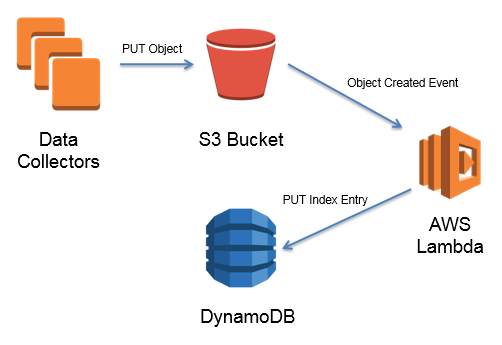 PUT Object
Object Created Event
Data
Collectors
S3 Bucket
PUT Index Entry
AWS
Lambda
DynamoDB